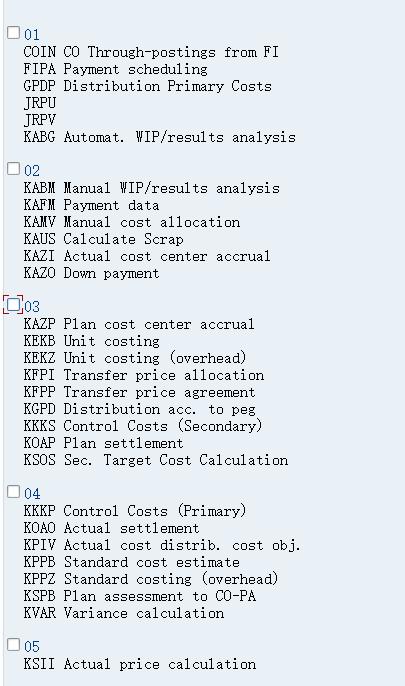 01
COIN CO Through-postings from FI
FIPA Payment scheduling
GPDP Distribution Primary Costs
JRPU
JRPV
KABG Automat. WIP/results analysis
02
KABM Manual WIP/results analysis
KAFM Payment data
KAMV Manual cost allocation
KAUS Calculate Scrap
KAZI Actual cost center accrual
KAZO Down payment
03
KAZP Plan cost center accrual
KEKB Unit costing
KEKZ Unit costing (overhead)
KFPI Transfer price allocation
KFPP Transfer price agreement
KGPD Distribution acc. to peg
KKKS Control Costs (Secondary)
KOAP Plan settlement
KSOS Sec. Target Cost Calculation
04
KKKP Control Costs (Primary)
KOAO Actual settlement
KPIV Actual cost distrib. cost obj.
KPPB Standard cost estimate
KPPZ Standard costing (overhead)
KSPB Plan assessment to CO-PA
KVAR Variance calculation
05
KSII Actual price calculation